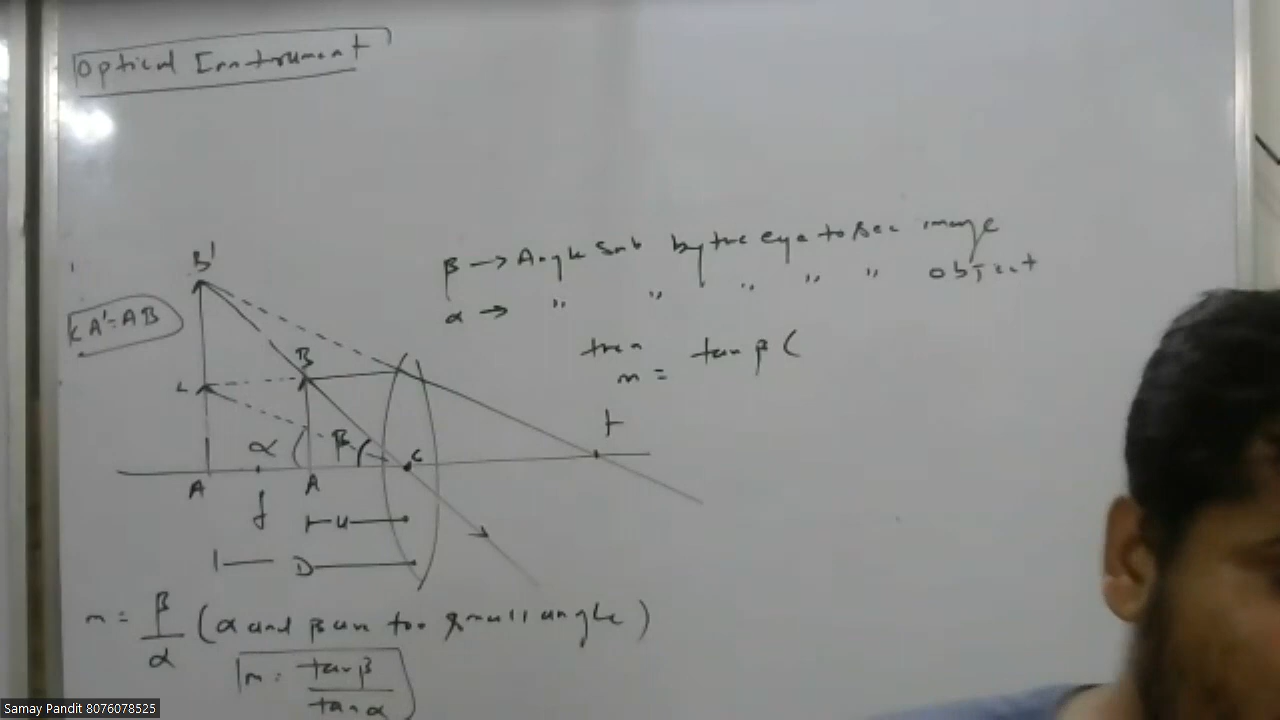 Optical Instrument
B'
β → Angle Sub by the eye to see image
α → " " " " " object
LA' = AB
then
m = tan β (
B
L
F
α β C
A A
f
u
D
m = β/α (α and β are too small angle)
m = tan β / tan α
Samay Pandit 8076078525